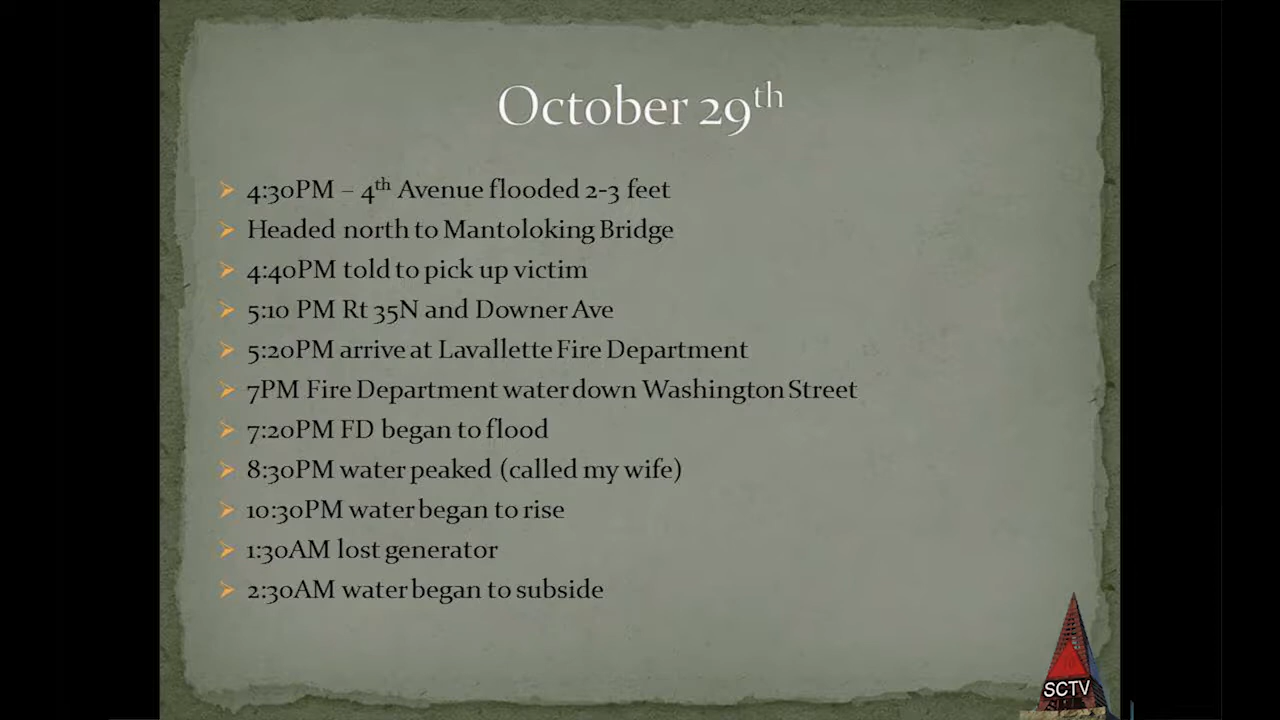 October 29th
4:30PM – 4th Avenue flooded 2-3 feet
Headed north to Mantoloking Bridge
4:40PM told to pick up victim
5:10 PM Rt 35N and Downer Ave
5:20PM arrive at Lavallette Fire Department
7PM Fire Department water down Washington Street
7:20PM FD began to flood
8:30PM water peaked (called my wife)
10:30PM water began to rise
1:30AM lost generator
2:30AM water began to subside
SCTV